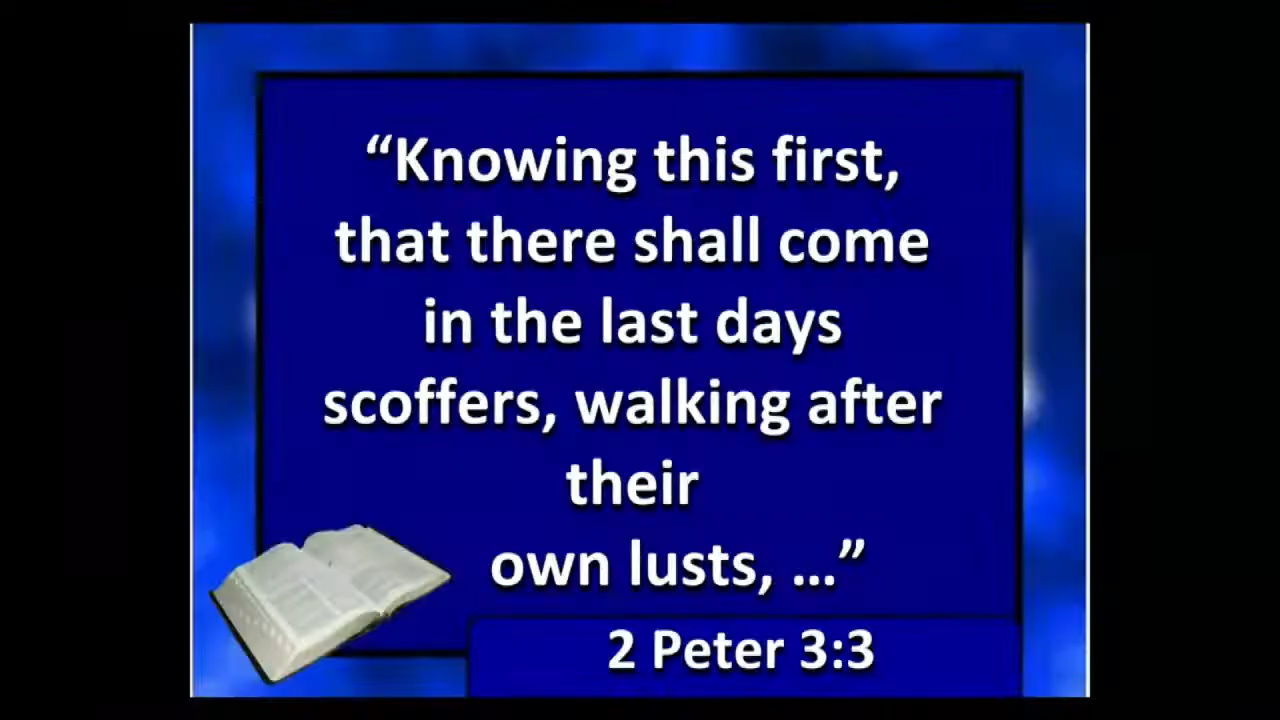 “Knowing this first,
that there shall come
in the last days
scoffers, walking after
their
own lusts, ...”
2 Peter 3:3